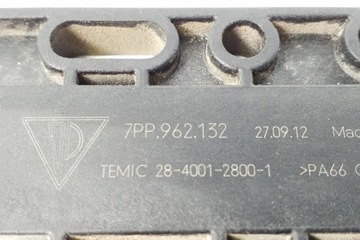 7PP.962.132 27.09.12 Mad
TEMIC 28-4001-2800-1 >PA66